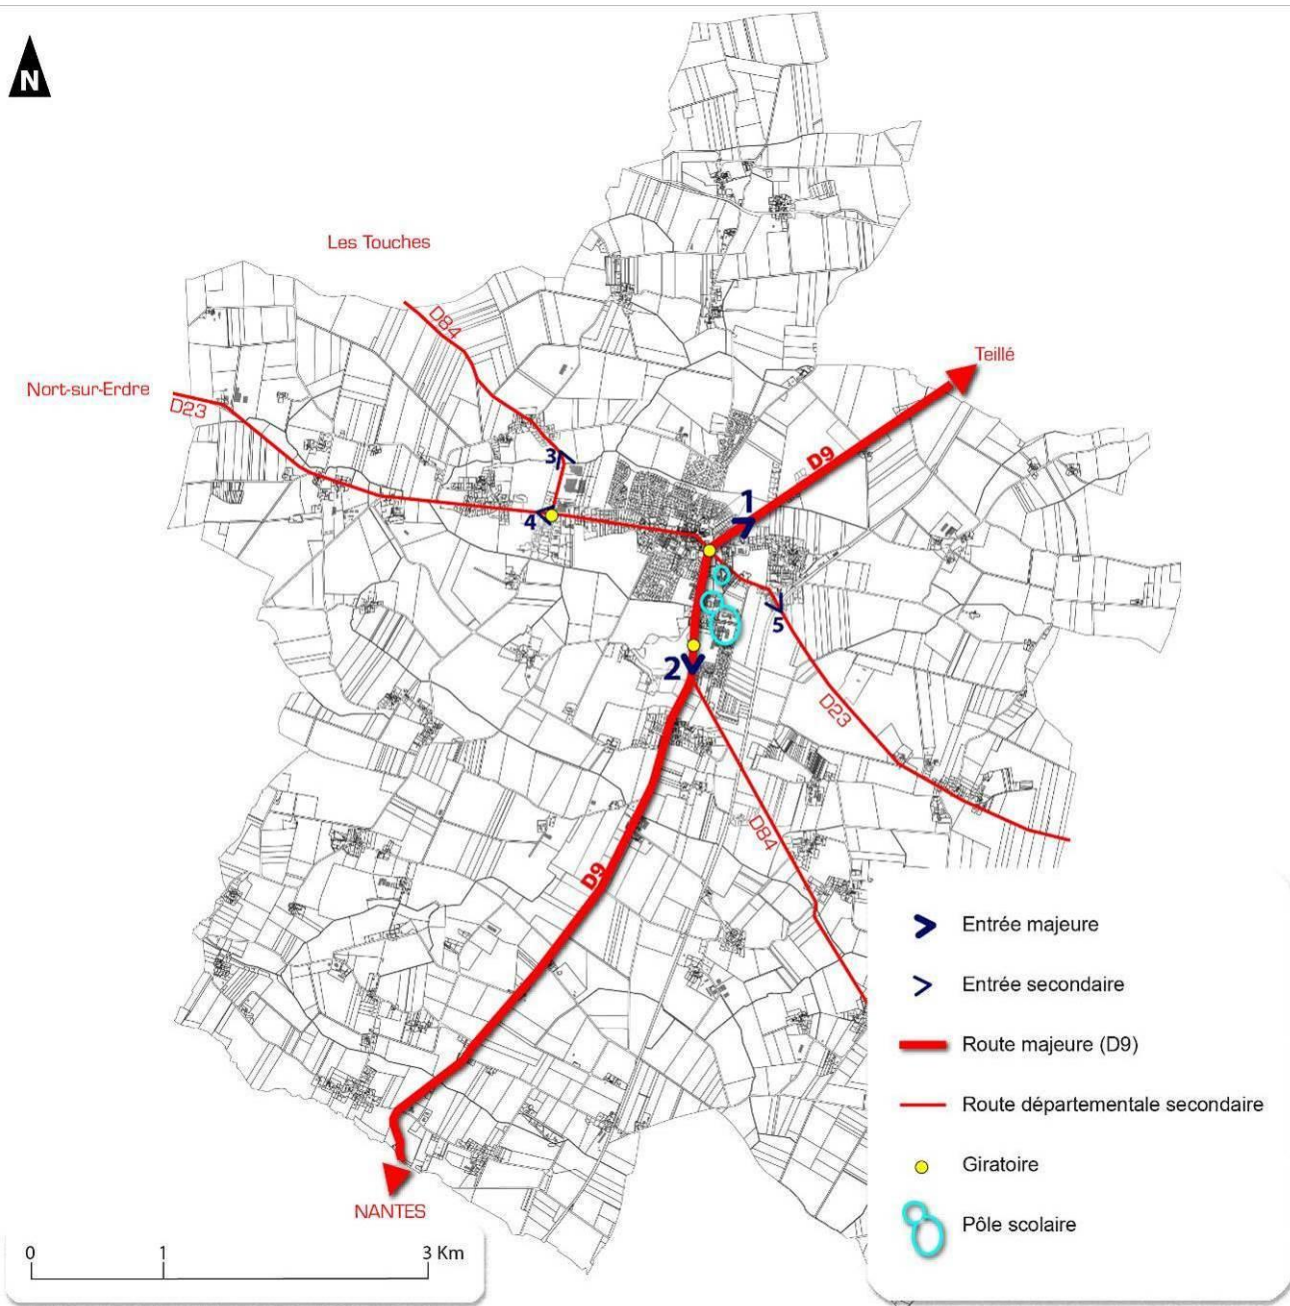 N
Les Touches
D84
Teillé
Nort-sur-Erdre
D23
D9
3
1
4
5
2
D23
D84
D9
NANTES
Entrée majeure
Entrée secondaire
Route majeure (D9)
Route départementale secondaire
Giratoire
Pôle scolaire
0 1 3 Km